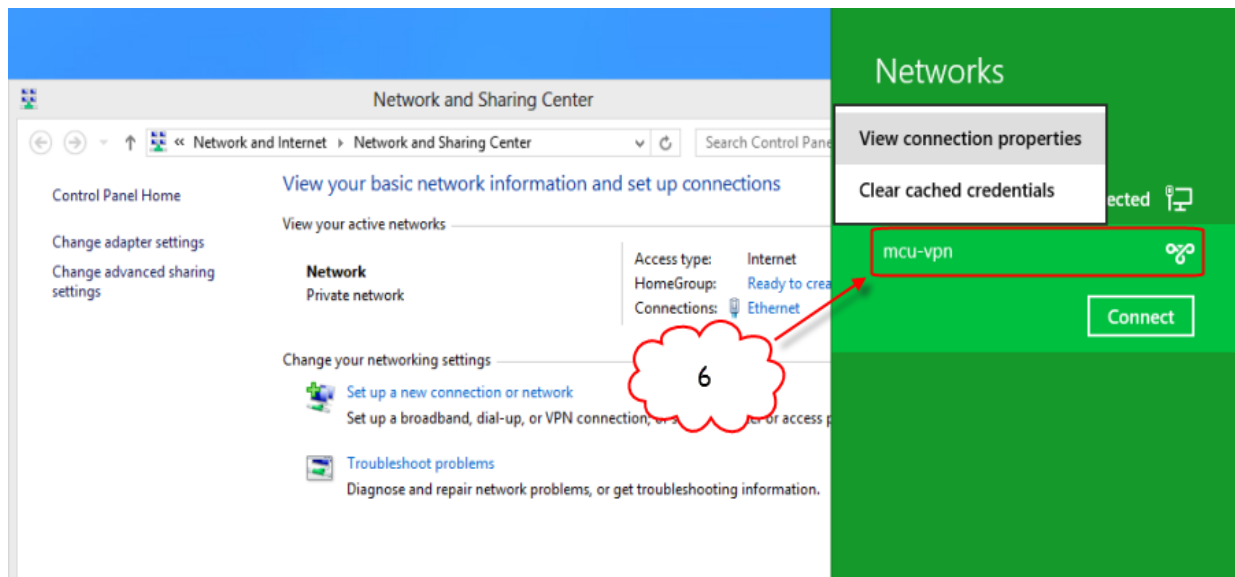 Network and Sharing Center
« Network and Internet ▸ Network and Sharing Center
Search Control Pane
Control Panel Home
Change adapter settings
Change advanced sharing
settings
View your basic network information and set up connections
View your active networks
Network
Private network
Access type: Internet
HomeGroup: Ready to crea
Connections: Ethernet
Change your networking settings
Set up a new connection or network
Set up a broadband, dial-up, or VPN connection; or s er or access p
Troubleshoot problems
Diagnose and repair network problems, or get troubleshooting information.
6
Networks
View connection properties
Clear cached credentials
ected
mcu-vpn
Connect